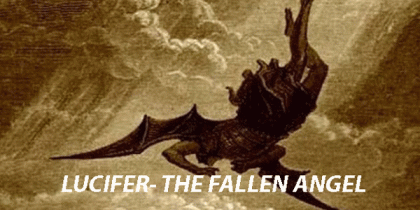 LUCIFER- THE FALLEN ANGEL